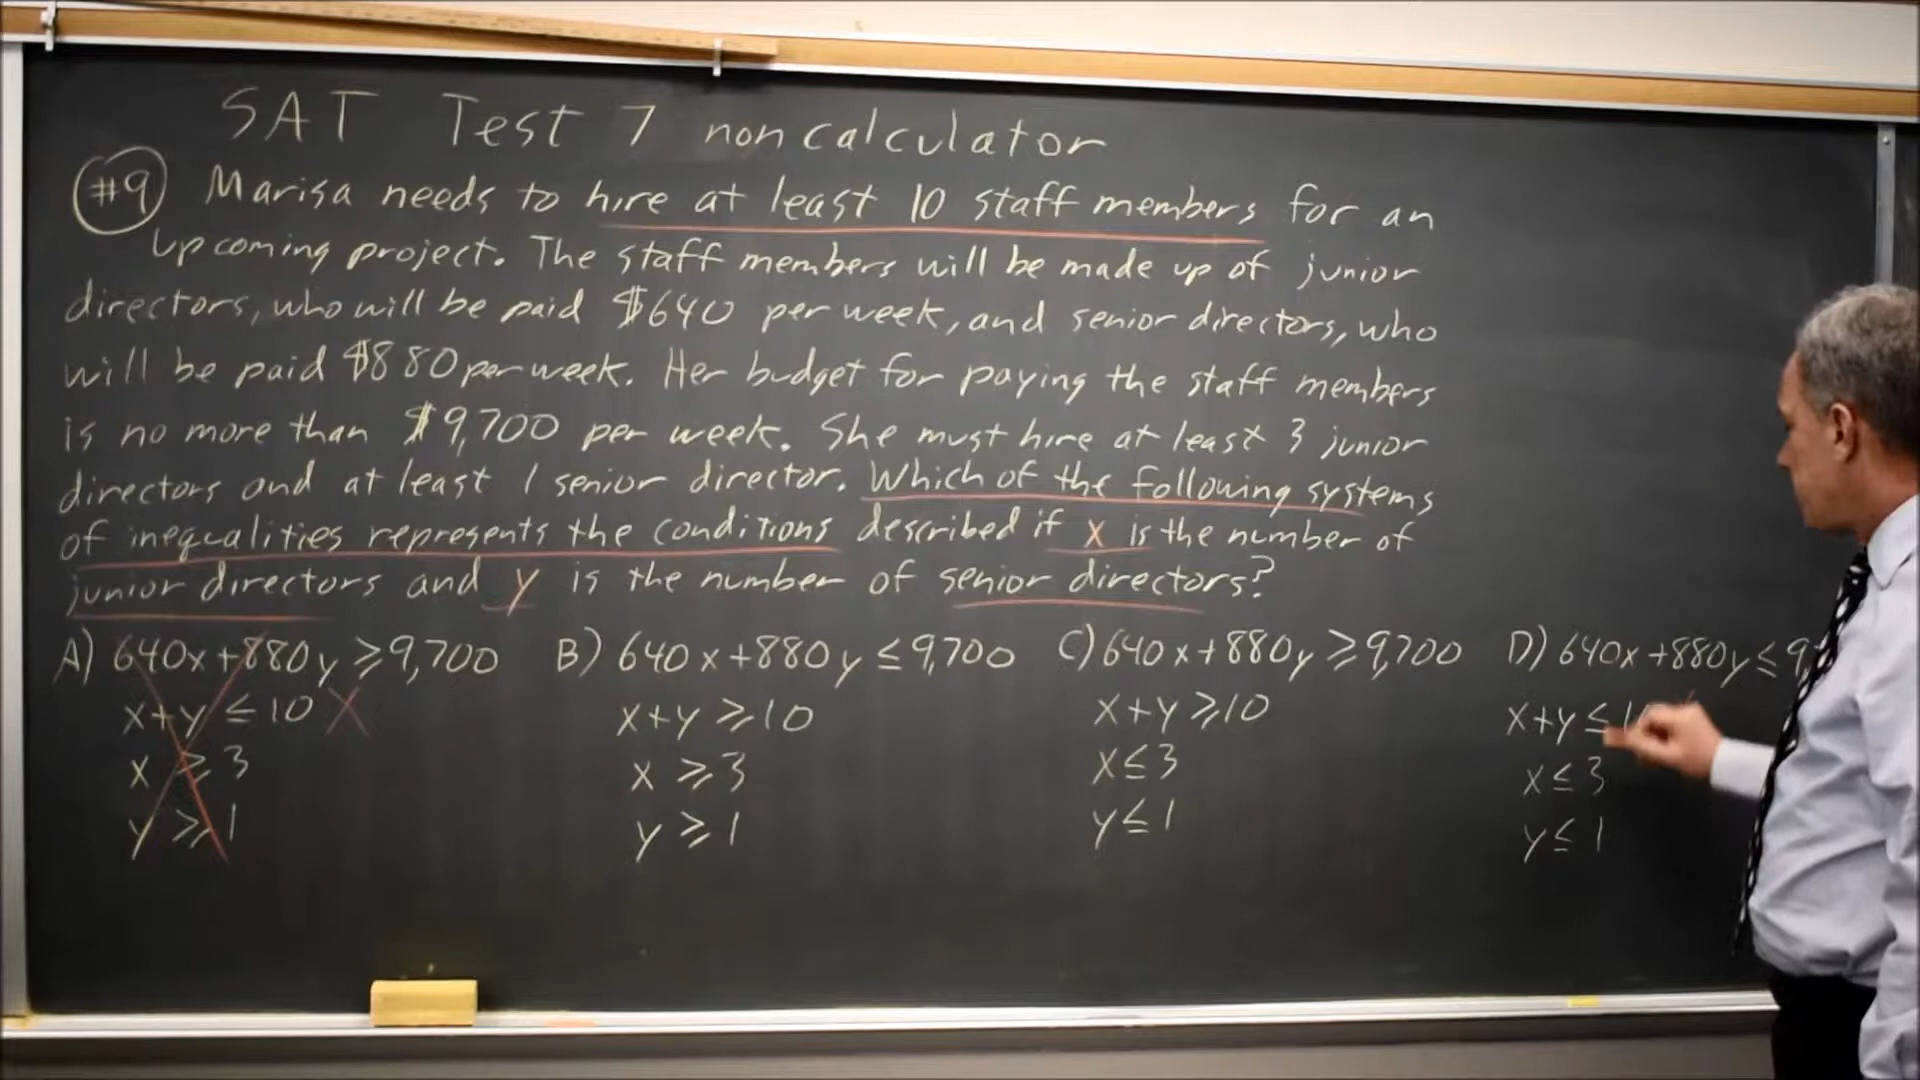 SAT Test 7 noncalculator
#9 Marisa needs to hire at least 10 staff members for an
upcoming project. The staff members will be made up of junior
directors, who will be paid $640 per week, and senior directors, who
will be paid $880 per week. Her budget for paying the staff members
is no more than $9,700 per week. She must hire at least 3 junior
directors and at least 1 senior director. Which of the following systems
of inequalities represents the conditions described if x is the number of
junior directors and y is the number of senior directors?
A) 640x+880y ≥ 9,700
x+y ≤ 10 X
x ≥ 3
y ≥ 1
B) 640x+880y ≤ 9,700
x+y ≥ 10
x ≥ 3
y ≥ 1
C) 640x+880y ≥ 9,700
x+y ≥ 10
x ≤ 3
y ≤ 1
D) 640x+880y ≤ 9,
x+y ≤
x ≤ 3
y ≤ 1